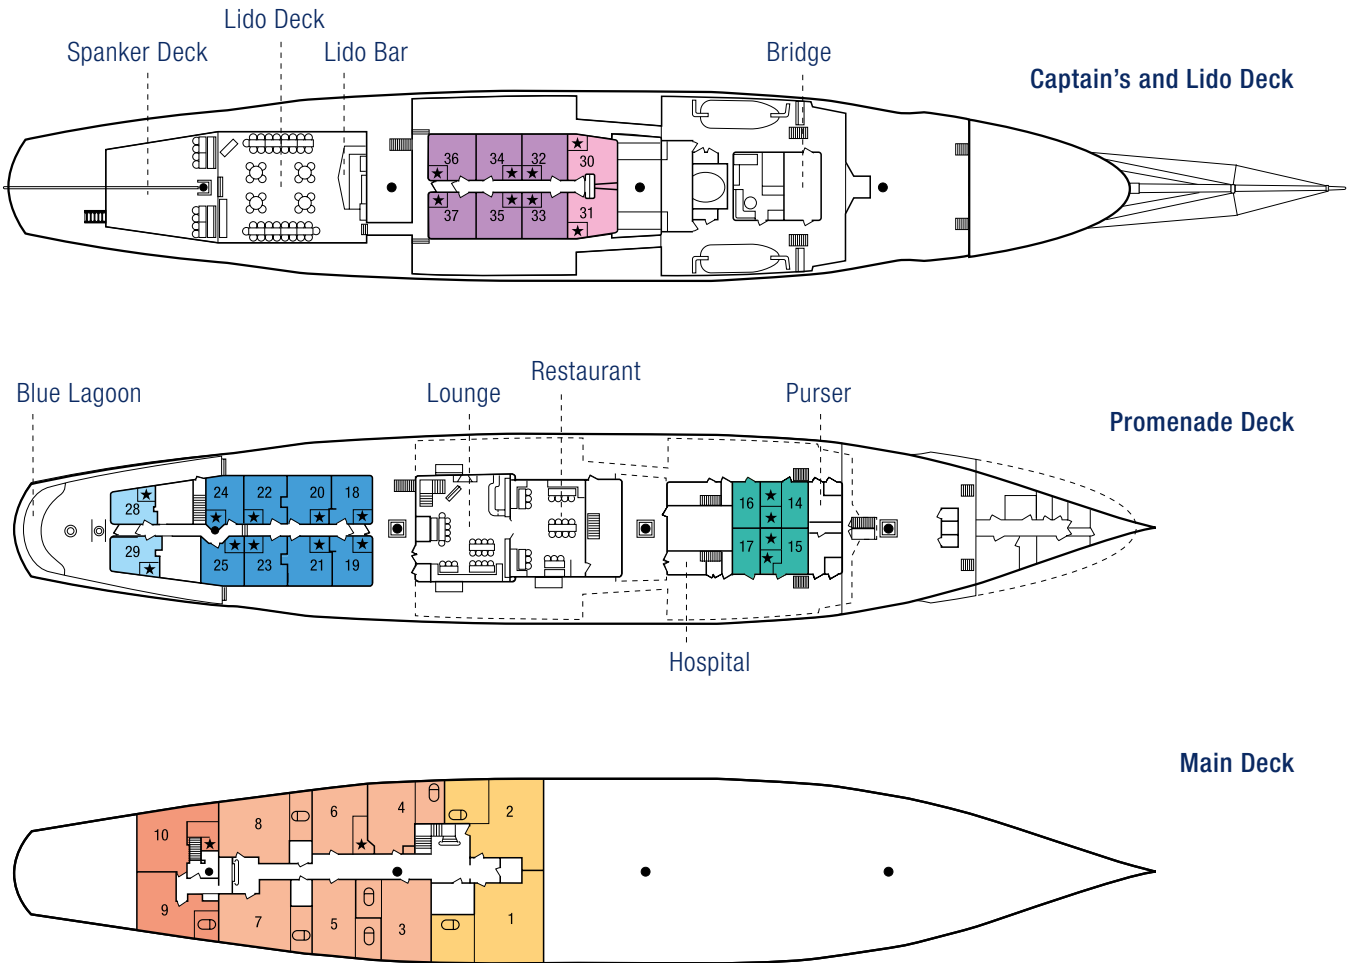 Lido Deck
Spanker Deck
Lido Bar
Bridge
Captain's and Lido Deck
36
34
32
30
37
35
33
31
Restaurant
Blue Lagoon
Lounge
Purser
Promenade Deck
28
24
22
20
18
16
14
29
25
23
21
19
17
15
Hospital
Main Deck
10
8
6
4
2
9
7
5
3
1